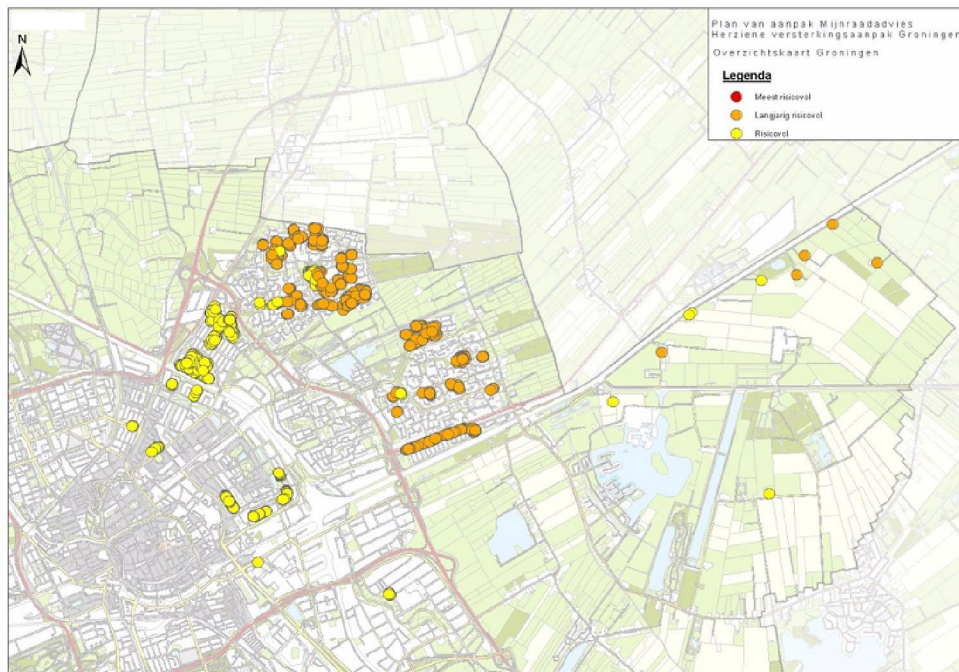 Plan van aanpak Mijnraadadvies
Herziene versterkingsaanpak Groningen
Overzichtskaart Groningen
Legenda
Meest risicovol
Langjarig risicovol
Risicovol
N